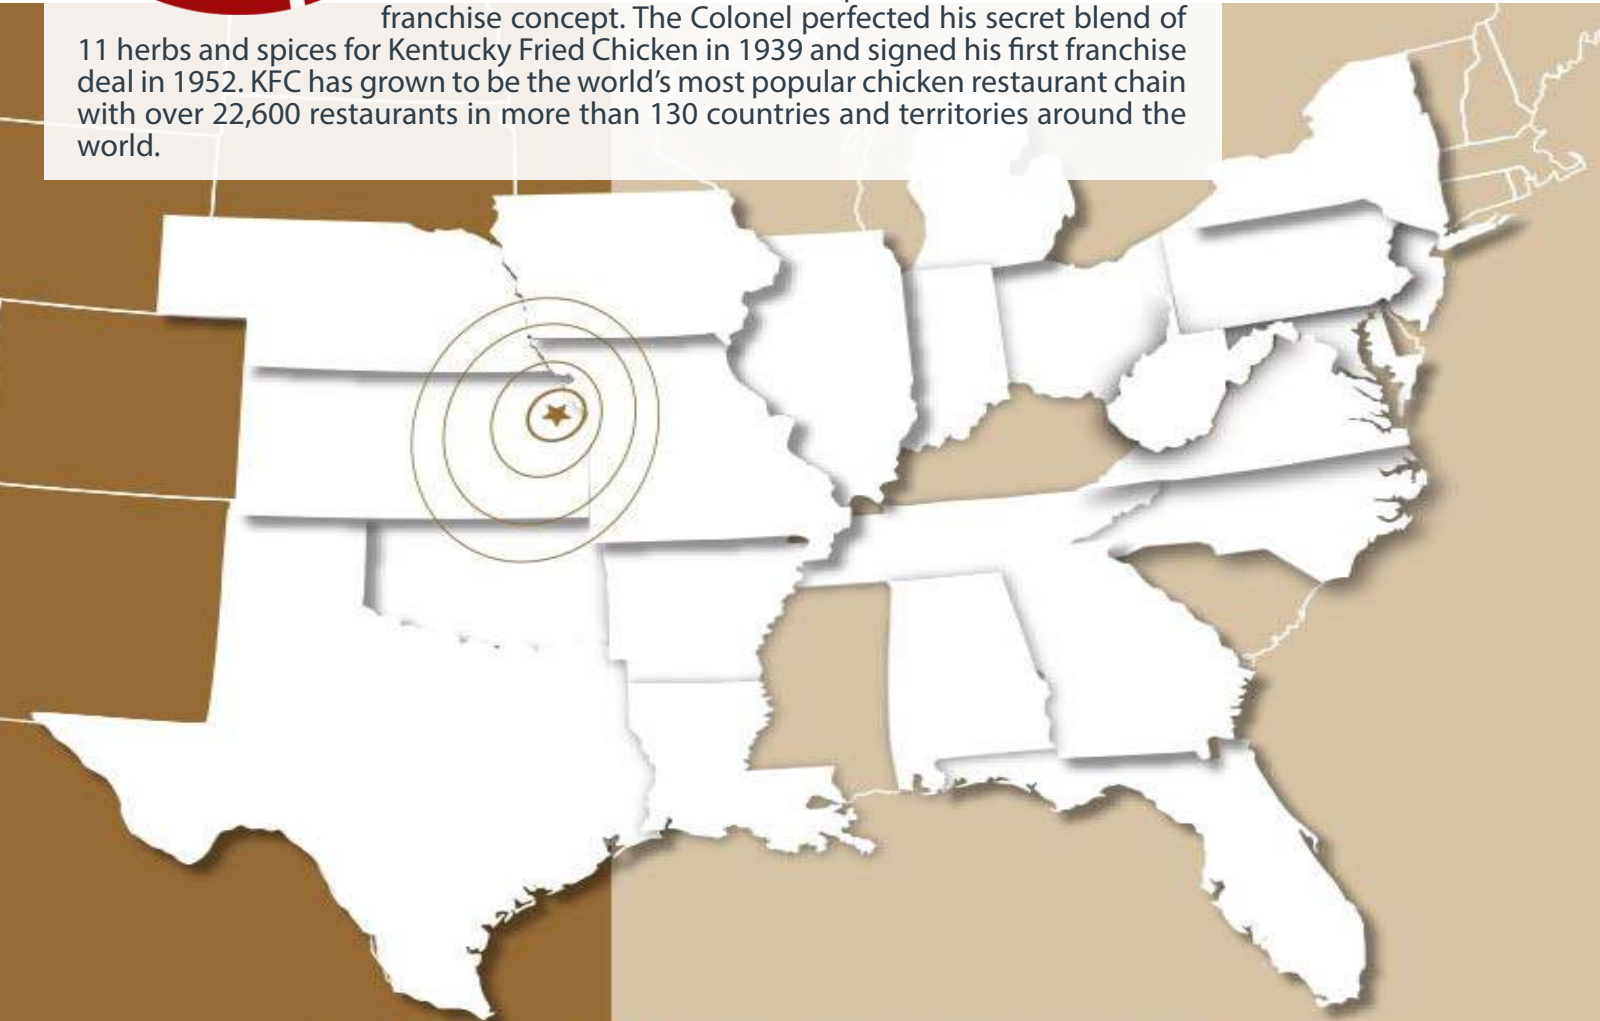 franchise concept. The Colonel perfected his secret blend of
11 herbs and spices for Kentucky Fried Chicken in 1939 and signed his first franchise
deal in 1952. KFC has grown to be the world’s most popular chicken restaurant chain
with over 22,600 restaurants in more than 130 countries and territories around the
world.